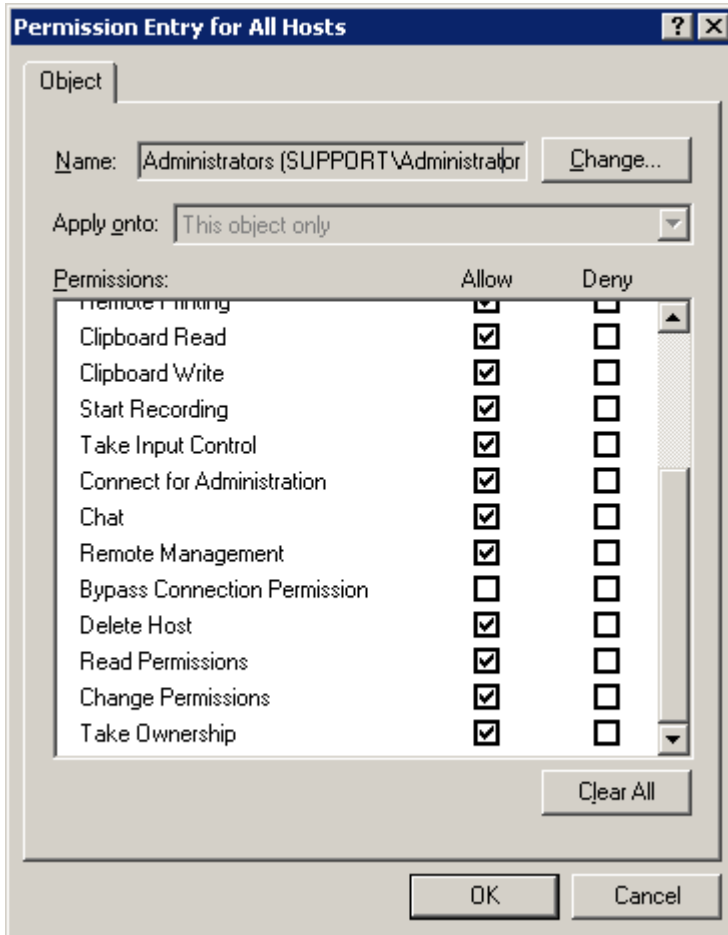 Permission Entry for All Hosts
Object
Name: Administrators (SUPPORT\Administrator Change...
Apply onto: This object only
Permissions: Allow Deny
Remote Printing
Clipboard Read
Clipboard Write
Start Recording
Take Input Control
Connect for Administration
Chat
Remote Management
Bypass Connection Permission
Delete Host
Read Permissions
Change Permissions
Take Ownership
Clear All
OK Cancel